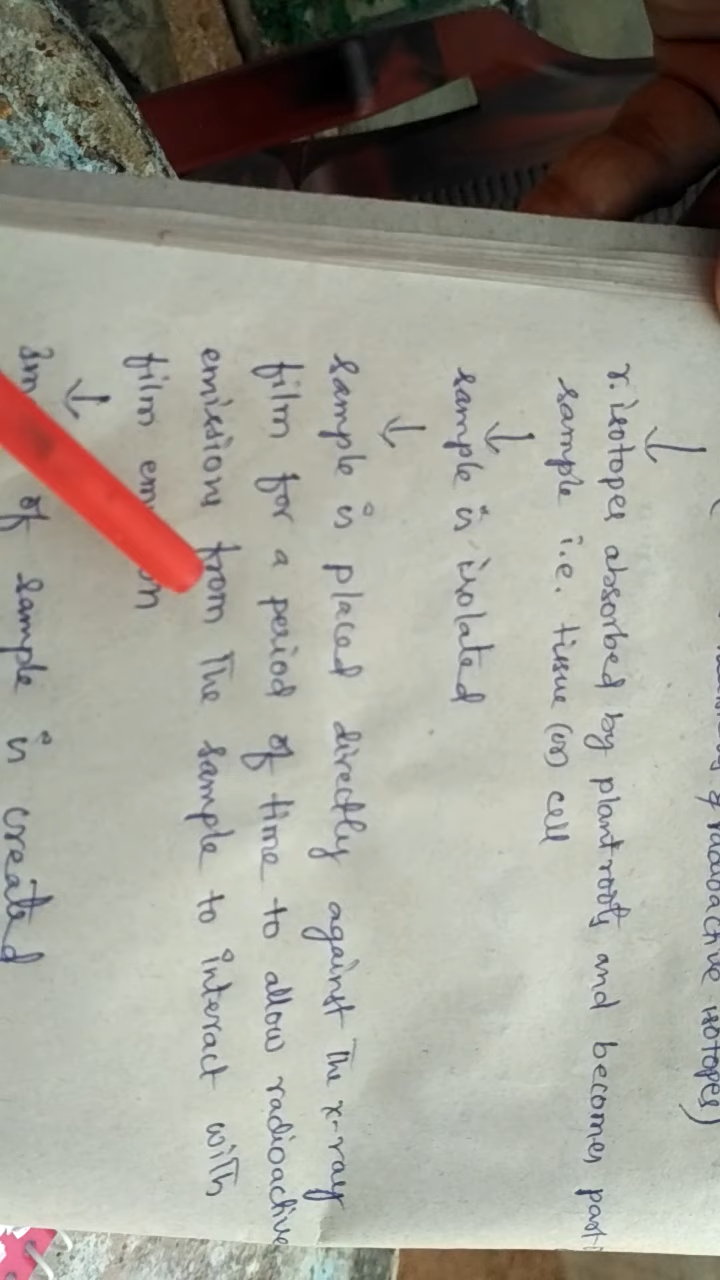 radioactive isotopes)
↓
r.isotopes absorbed by plant roots and becomes part
sample i.e. tissue (or) cell
↓
sample is isolated
↓
sample is placed directly against the x-ray
film for a period of time to allow radioactive
emissions from the sample to interact with
film
↓
of sample is created